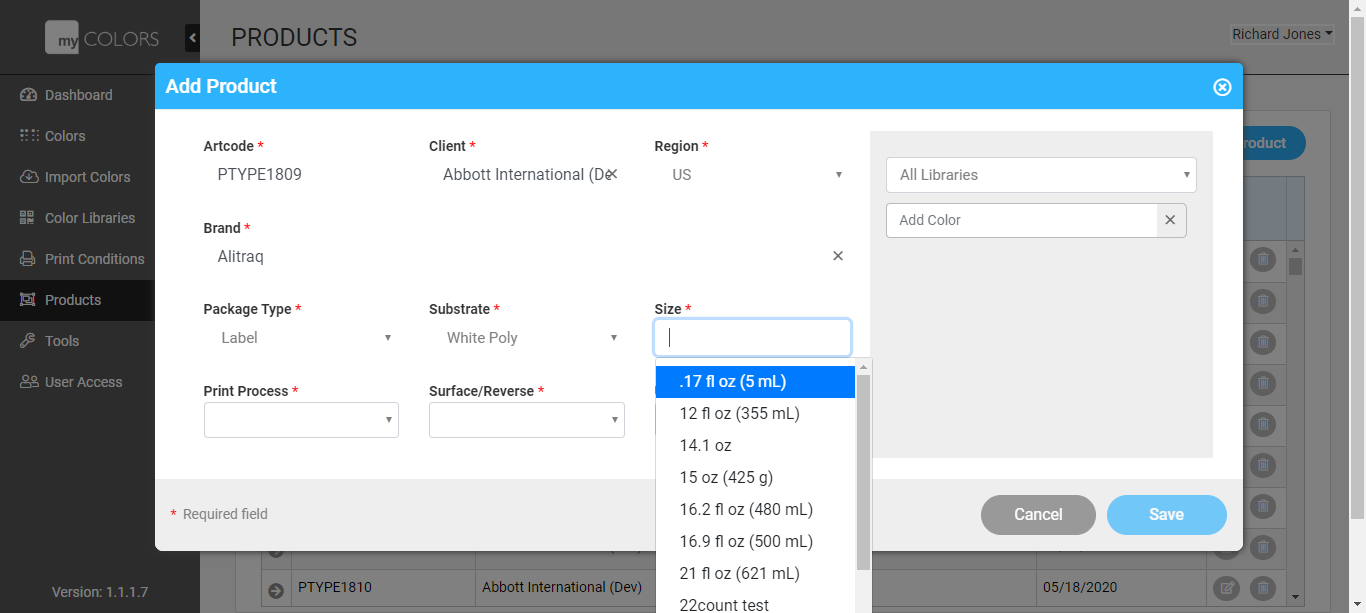 my COLORS
PRODUCTS
Richard Jones
Dashboard
Colors
Import Colors
Color Libraries
Print Conditions
Products
Tools
User Access
Version: 1.1.1.7
Add Product
Artcode *
PTYPE1809
Client *
Abbott International (De
Region *
US
Brand *
Alitraq
Package Type *
Label
Substrate *
White Poly
Size *
.17 fl oz (5 mL)
12 fl oz (355 mL)
14.1 oz
15 oz (425 g)
16.2 fl oz (480 mL)
16.9 fl oz (500 mL)
21 fl oz (621 mL)
22count test
Print Process *
Surface/Reverse *
All Libraries
Add Color
* Required field
Cancel
Save
roduct
PTYPE1810
Abbott International (Dev)
05/18/2020